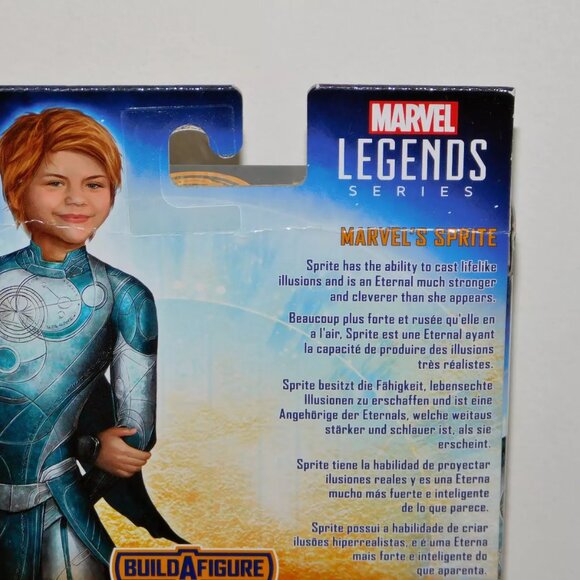 MARVEL
LEGENDS
SERIES
MARVEL'S SPRITE
Sprite has the ability to cast lifelike
illusions and is an Eternal much stronger
and cleverer than she appears.
Beaucoup plus forte et rusée qu'elle en
a l'air, Sprite est une Eternal ayant
la capacité de produire des illusions
très réalistes.
Sprite besitzt die Fähigkeit, lebensechte
Illusionen zu erschaffen und ist eine
Angehörige der Eternals, welche weitaus
stärker und schlauer ist, als sie
erscheint.
Sprite tiene la habilidad de proyectar
ilusiones reales y es una Eterna
mucho más fuerte e inteligente
de lo que parece.
Sprite possui a habilidade de criar
ilusões hiperrealistas, e é uma Eterna
mais forte e inteligente do
que aparenta.
BUILDAFIGURE